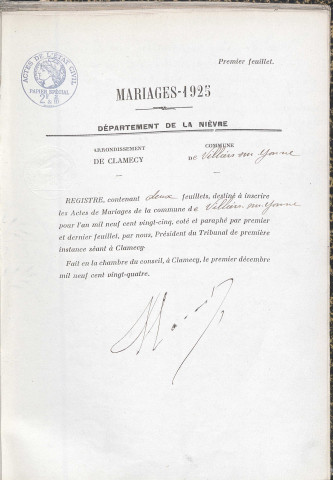 Premier feuillet.
ACTES DE L'ÉTAT CIVIL
PAPIER SPÉCIAL
MARIAGES-1925
DÉPARTEMENT DE LA NIÈVRE
ARRONDISSEMENT
DE CLAMECY
COMMUNE
DE Villiers sur Yonne
REGISTRE, contenant deux feuillets, destiné à inscrire
les Actes de Mariages de la commune de Villiers sur Yonne
pour l'an mil neuf cent vingt-cinq, coté et paraphé par premier
et dernier feuillet, par nous, Président du Tribunal de première
instance séant à Clamecy.
Fait en la chambre du conseil, à Clamecy, le premier décembre
mil neuf cent vingt-quatre.